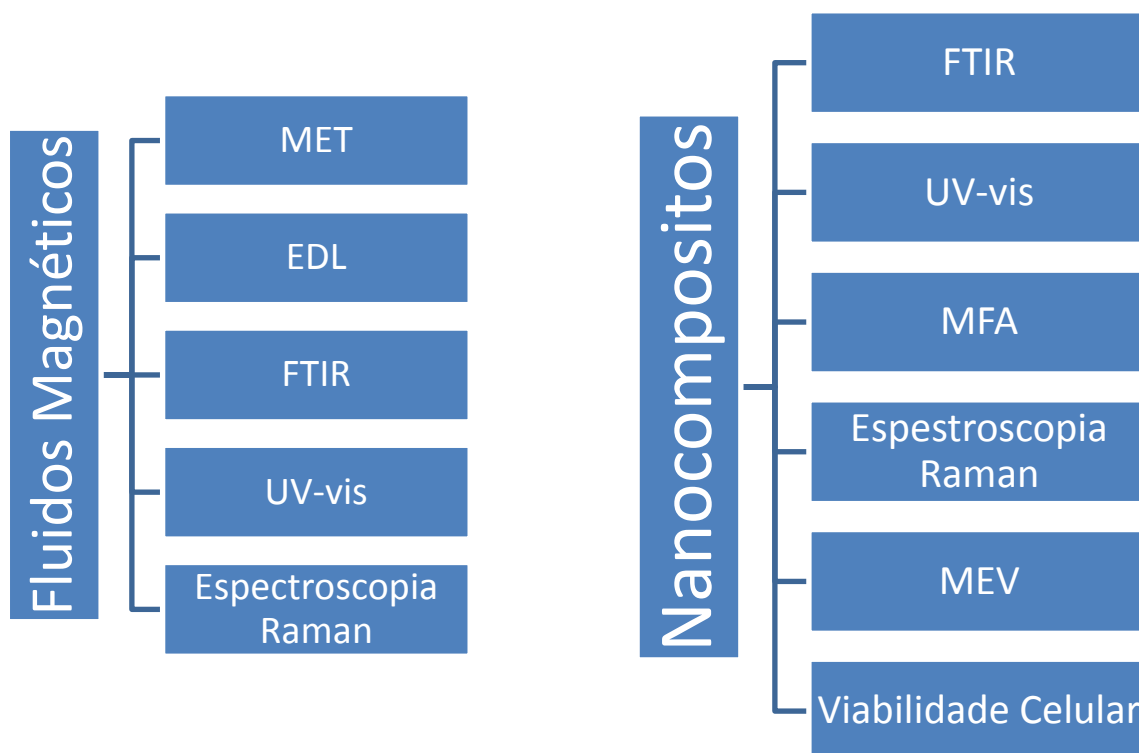 Fluidos Magnéticos
MET
EDL
FTIR
UV-vis
Espectroscopia
Raman
Nanocompositos
FTIR
UV-vis
MFA
Espestroscopia
Raman
MEV
Viabilidade Celular